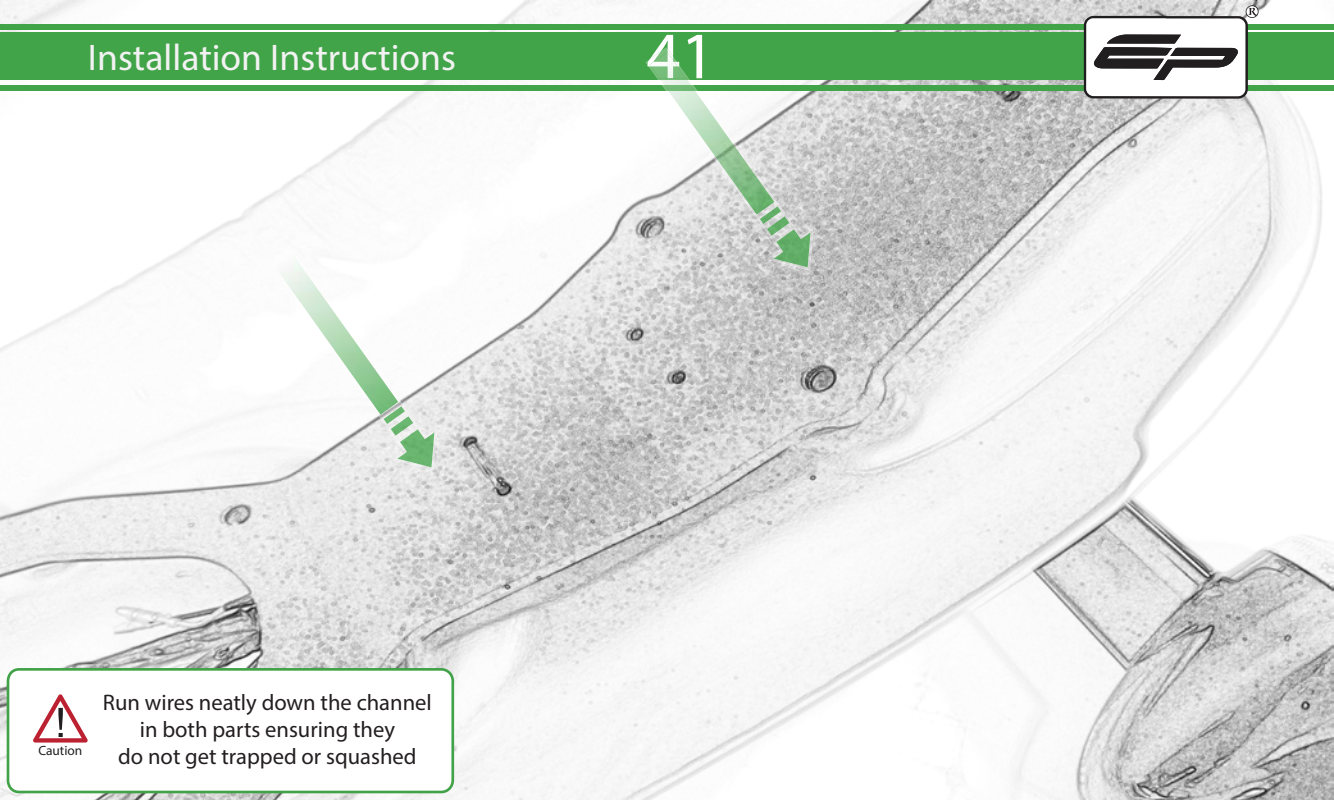 Installation Instructions
41
EP
®
!
Caution
Run wires neatly down the channel
in both parts ensuring they
do not get trapped or squashed